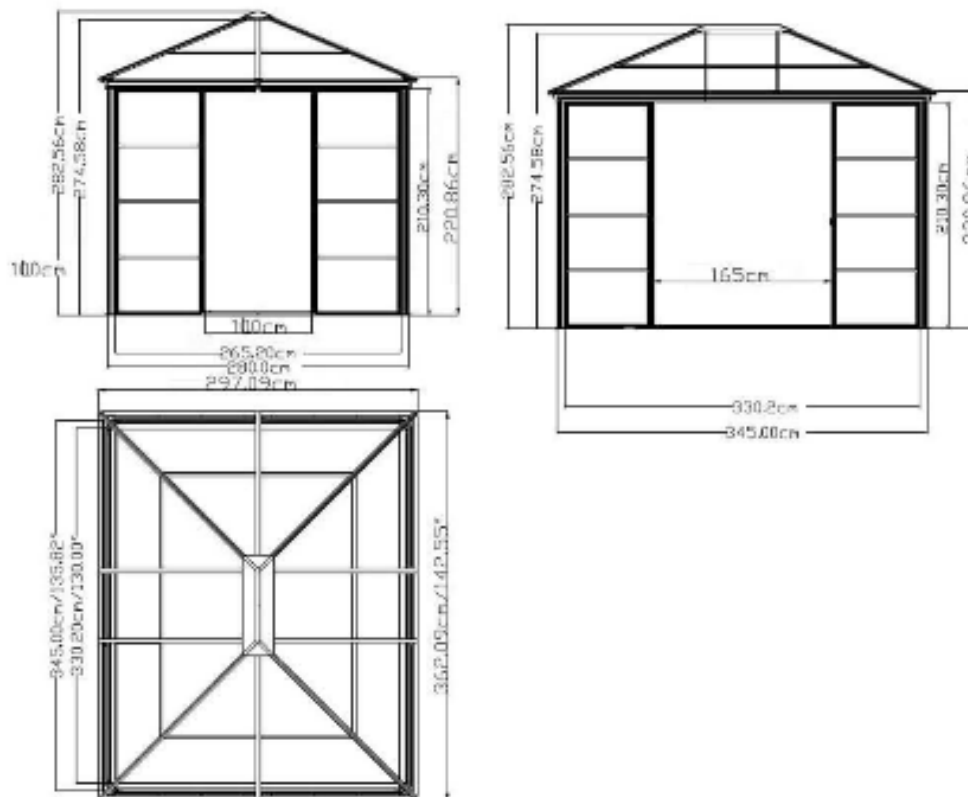 282.56cm
274.58cm
210.30cm
220.86cm
100cm
100cm
265.20cm
280.0cm
297.09cm
282.56cm
274.58cm
210.30cm
165cm
330.2cm
345.00cm
345.00cm/135.82"
330.20cm/130.00"
362.09cm/142.55"